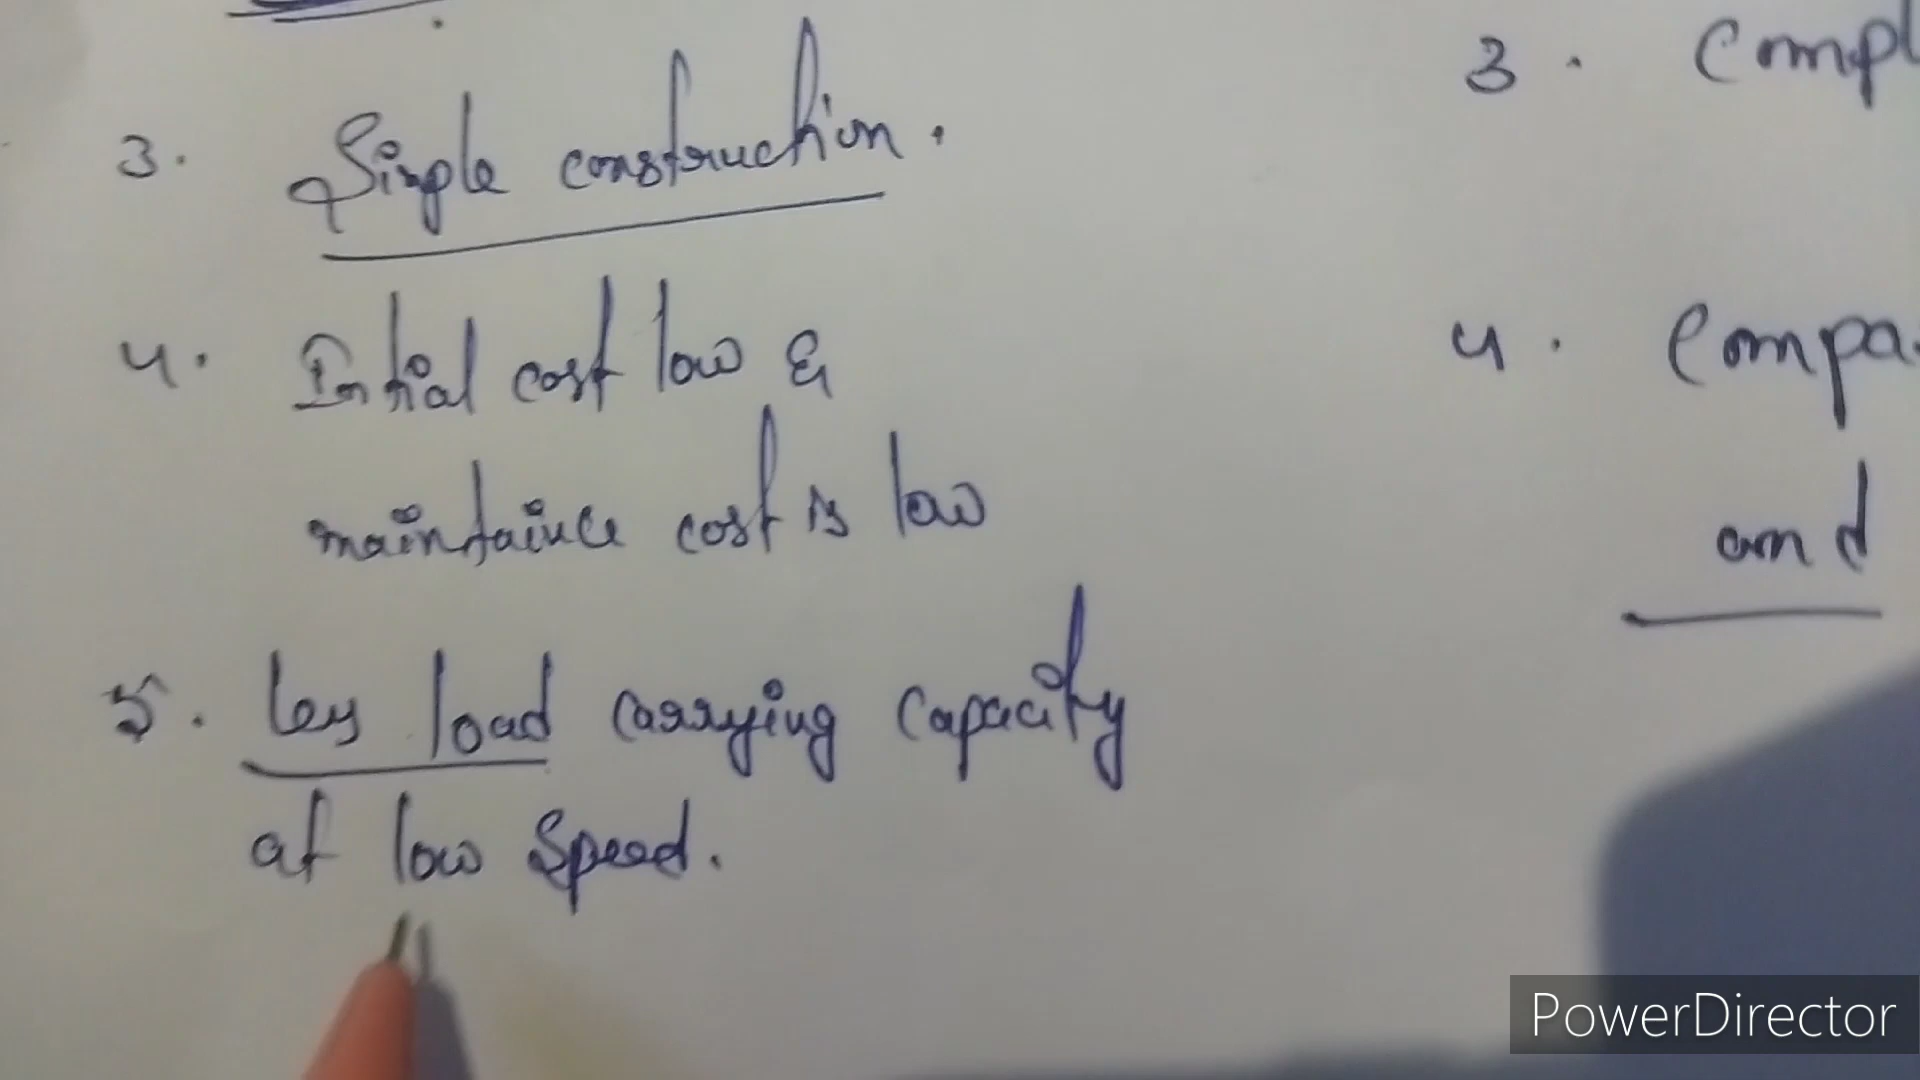 3. Simple construction.
4. Initial cost low &
maintaince cost is low
5. Less load carrying capacity
at low speed.
3. Compl
4. Compa
and
PowerDirector